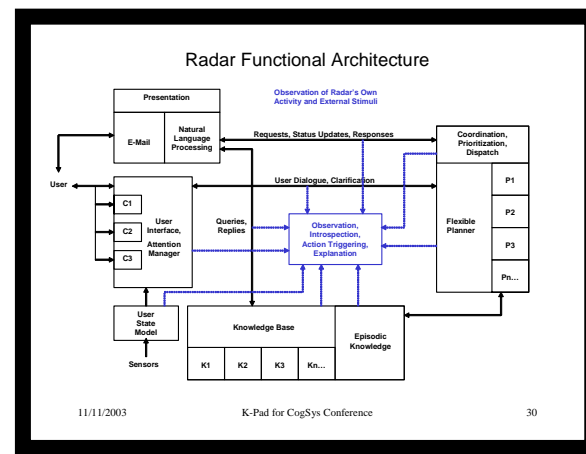 Radar Functional Architecture
Observation of Radar's Own
Activity and External Stimuli
Presentation
E-Mail
Natural
Language
Processing
Requests, Status Updates, Responses
Coordination,
Prioritization,
Dispatch
User
User Dialogue, Clarification
C1
C2
C3
User
Interface,
Attention
Manager
Queries,
Replies
Observation,
Introspection,
Action Triggering,
Explanation
Flexible
Planner
P1
P2
P3
Pn...
User
State
Model
Sensors
Knowledge Base
K1
K2
K3
Kn...
Episodic
Knowledge
11/11/2003
K-Pad for CogSys Conference
30